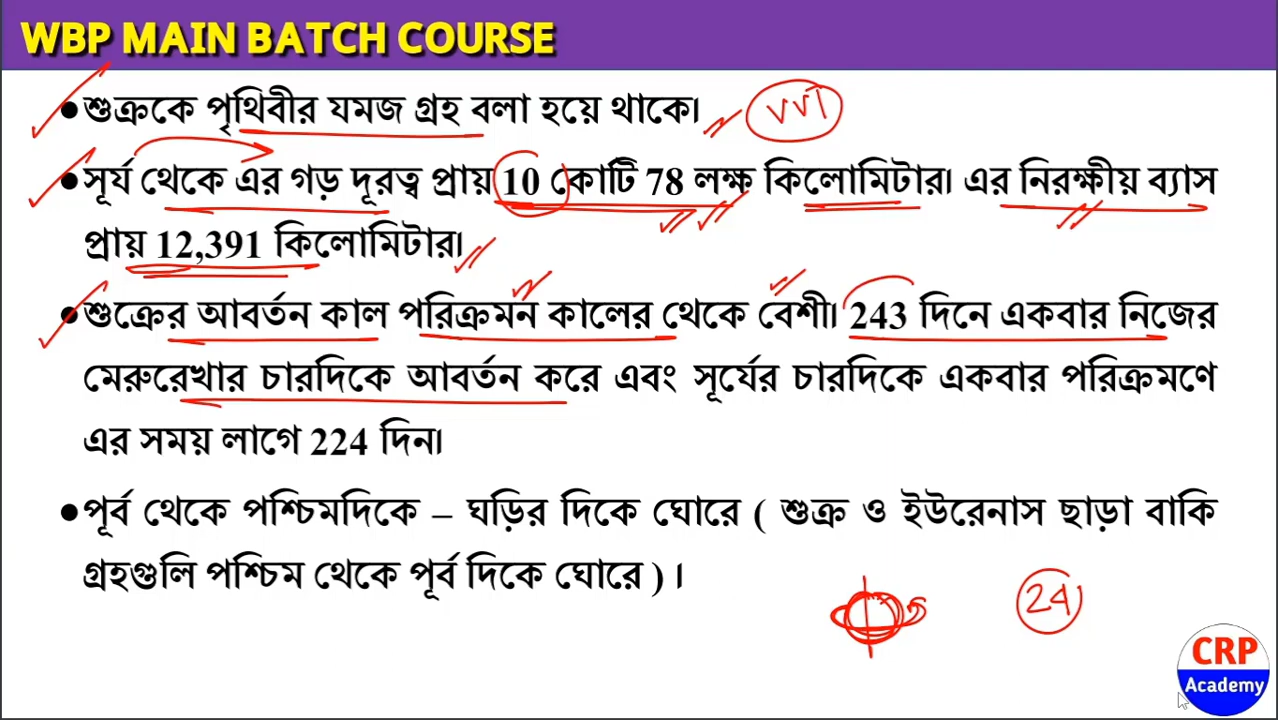 WBP MAIN BATCH COURSE
●শুক্রকে পৃথিবীর যমজ গ্রহ বলা হয়ে থাকে। VVI
●সূর্য থেকে এর গড় দূরত্ব প্রায় 10 কোটি 78 লক্ষ কিলোমিটার। এর নিরক্ষীয় ব্যাস
প্রায় 12,391 কিলোমিটার।
●শুক্রের আবর্তন কাল পরিক্রমন কালের থেকে বেশী। 243 দিনে একবার নিজের
মেরুরেখার চারদিকে আবর্তন করে এবং সূর্যের চারদিকে একবার পরিক্রমণে
এর সময় লাগে 224 দিন।
●পূর্ব থেকে পশ্চিমদিকে – ঘড়ির দিকে ঘোরে ( শুক্র ও ইউরেনাস ছাড়া বাকি
গ্রহগুলি পশ্চিম থেকে পূর্ব দিকে ঘোরে ) ।
24
CRP
Academy